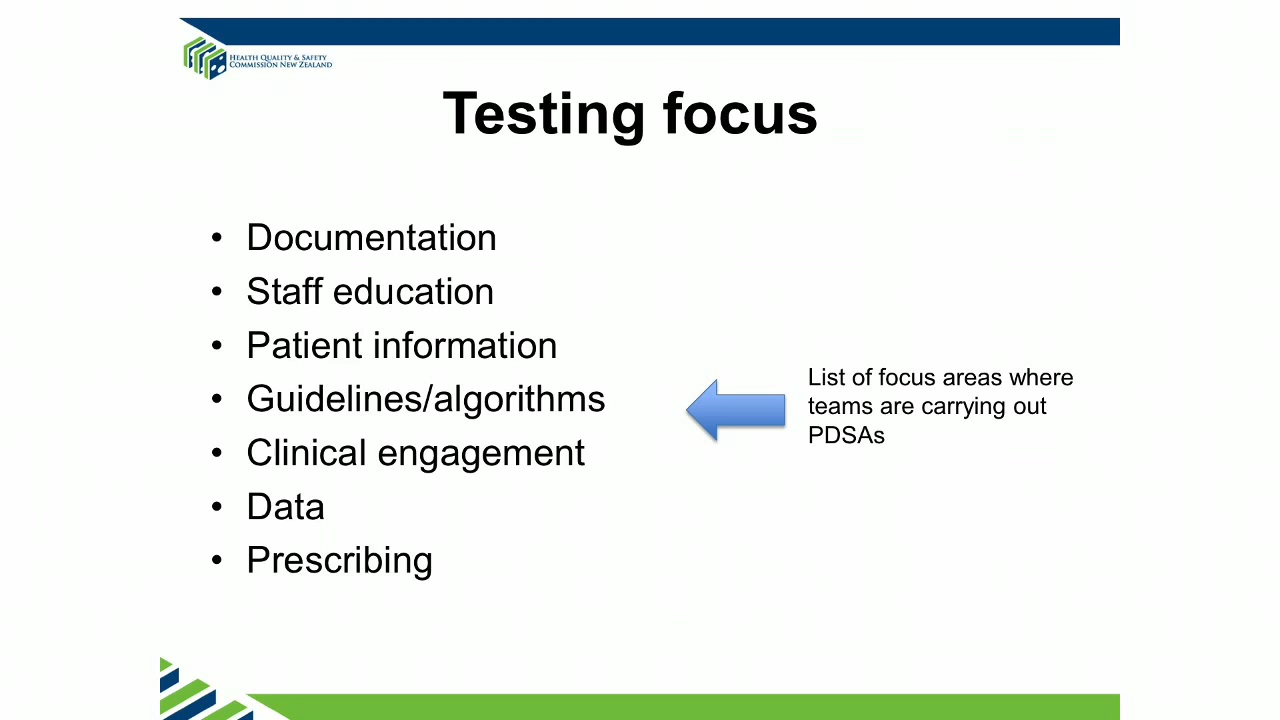 HEALTH QUALITY & SAFETY
COMMISSION NEW ZEALAND
Testing focus
• Documentation
• Staff education
• Patient information
• Guidelines/algorithms
• Clinical engagement
• Data
• Prescribing
List of focus areas where
teams are carrying out
PDSAs